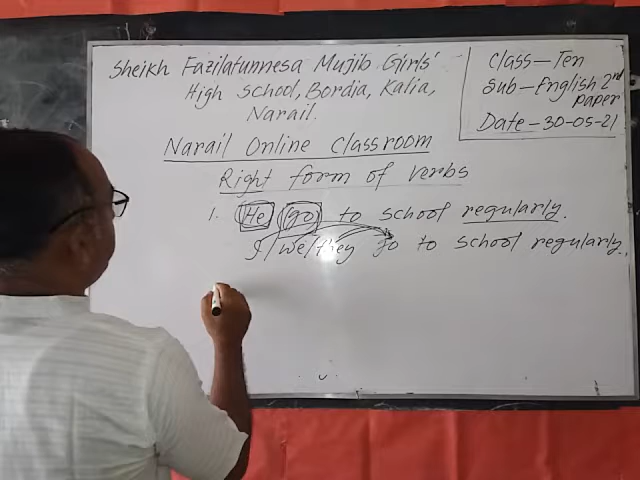 Sheikh Fazilatunnesa Mujib Girls'
High School, Bordia, Kalia,
Narail.
Class - Ten
Sub - English 2nd
paper
Date - 30-05-21
Narail Online Classroom
Right form of verbs
1. He (go) to school regularly.
I/we/they go to school regularly.